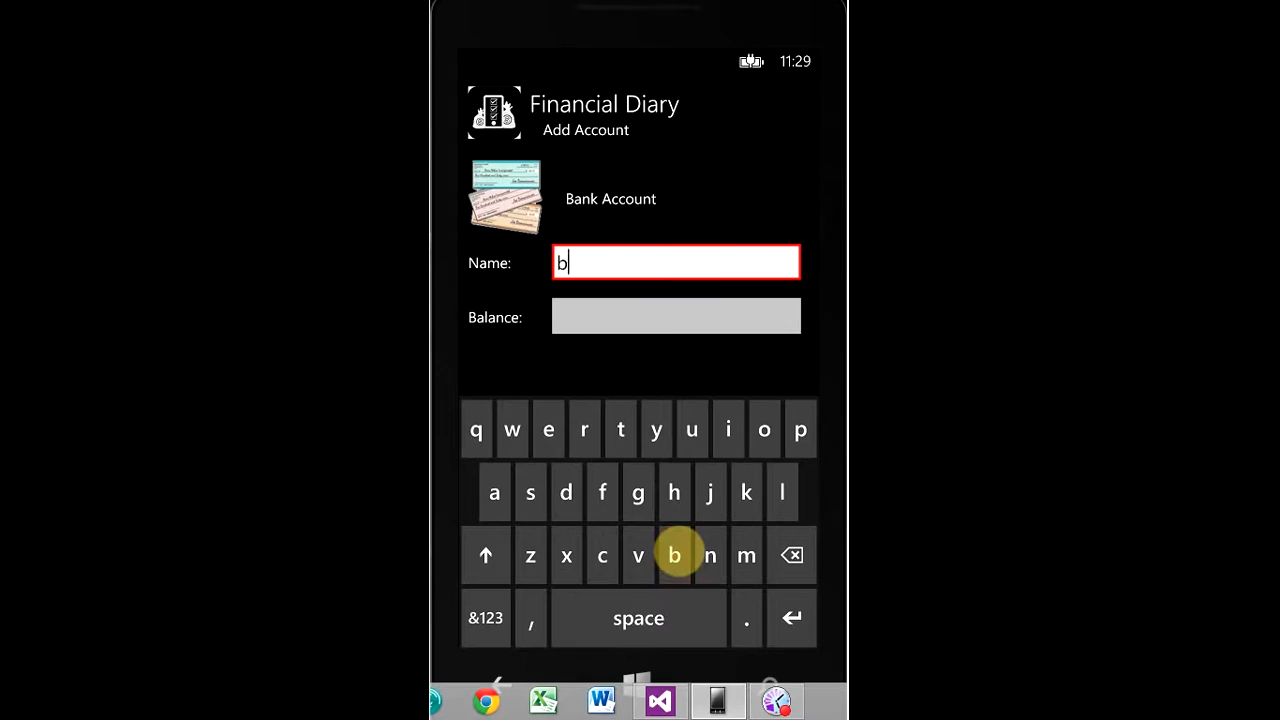 11:29
Financial Diary
Add Account
Bank Account
Name: b
Balance:
q w e r t y u i o p
a s d f g h j k l
z x c v b n m
&123 , space .